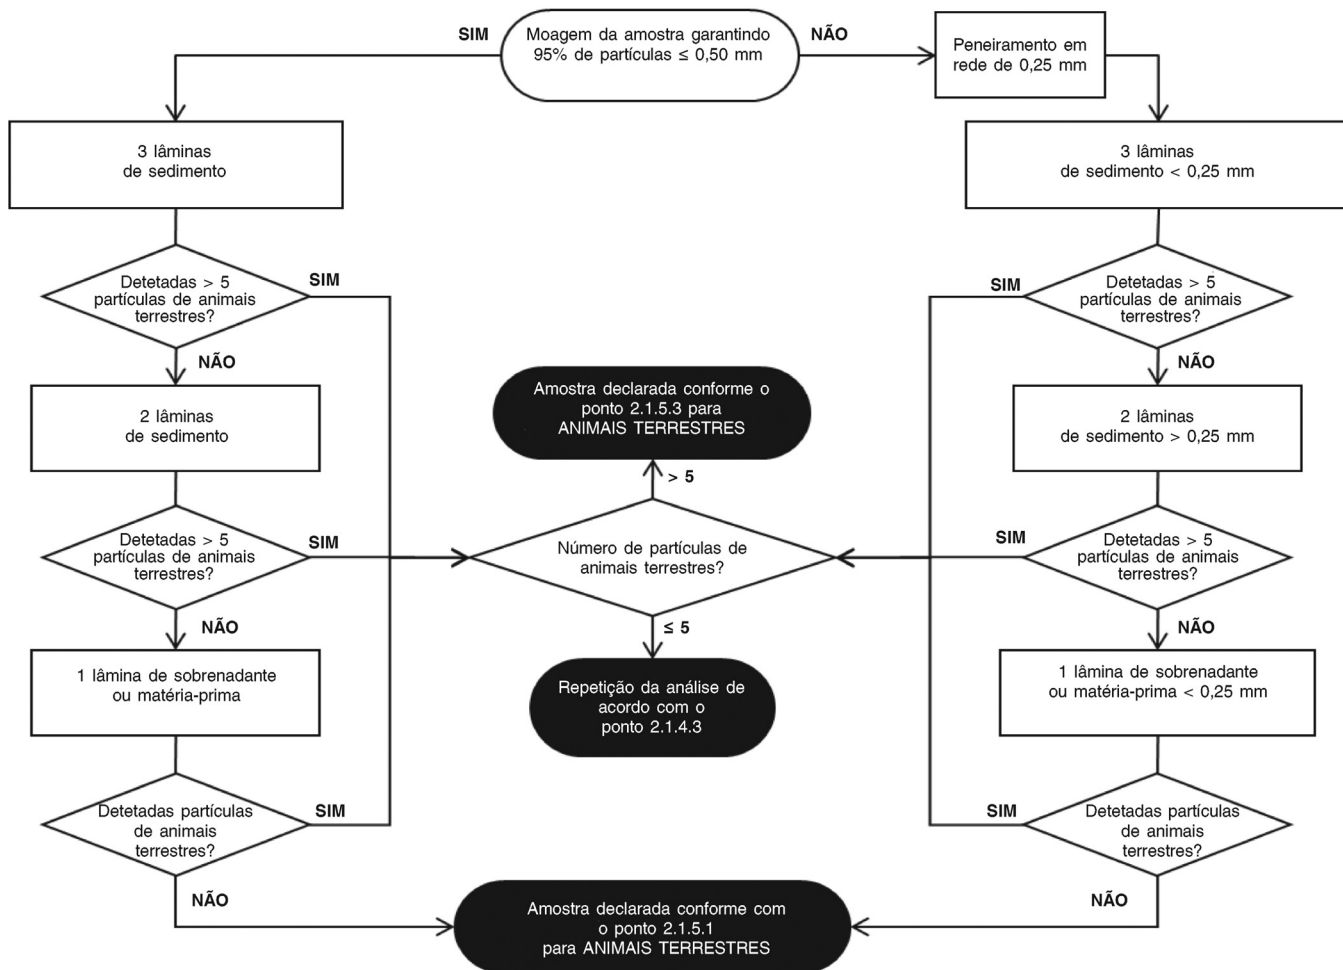 SIM
Moagem da amostra garantindo
95% de partículas ≤ 0,50 mm
NÃO
Peneiramento em
rede de 0,25 mm
3 lâminas
de sedimento
3 lâminas
de sedimento < 0,25 mm
Detetadas > 5
partículas de animais
terrestres?
SIM
SIM
Detetadas > 5
partículas de animais
terrestres?
NÃO
NÃO
2 lâminas
de sedimento
Amostra declarada conforme o
ponto 2.1.5.3 para
ANIMAIS TERRESTRES
2 lâminas
de sedimento > 0,25 mm
> 5
Detetadas > 5
partículas de animais
terrestres?
SIM
Número de partículas de
animais terrestres?
SIM
Detetadas > 5
partículas de animais
terrestres?
NÃO
≤ 5
NÃO
1 lâmina de sobrenadante
ou matéria-prima
Repetição da análise de
acordo com o
ponto 2.1.4.3
1 lâmina de sobrenadante
ou matéria-prima < 0,25 mm
Detetadas partículas
de animais
terrestres?
SIM
SIM
Detetadas partículas
de animais
terrestres?
NÃO
Amostra declarada conforme com
o ponto 2.1.5.1
para ANIMAIS TERRESTRES
NÃO